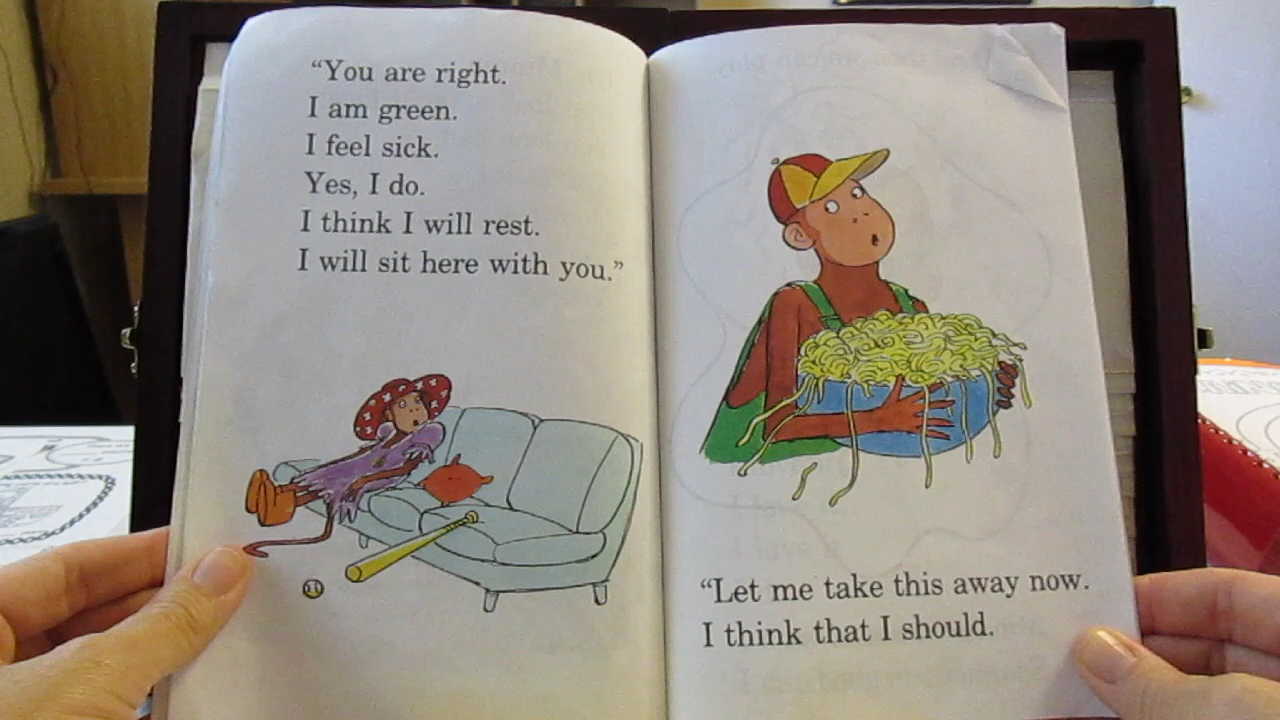 “You are right.
I am green.
I feel sick.
Yes, I do.
I think I will rest.
I will sit here with you.”
“Let me take this away now.
I think that I should.